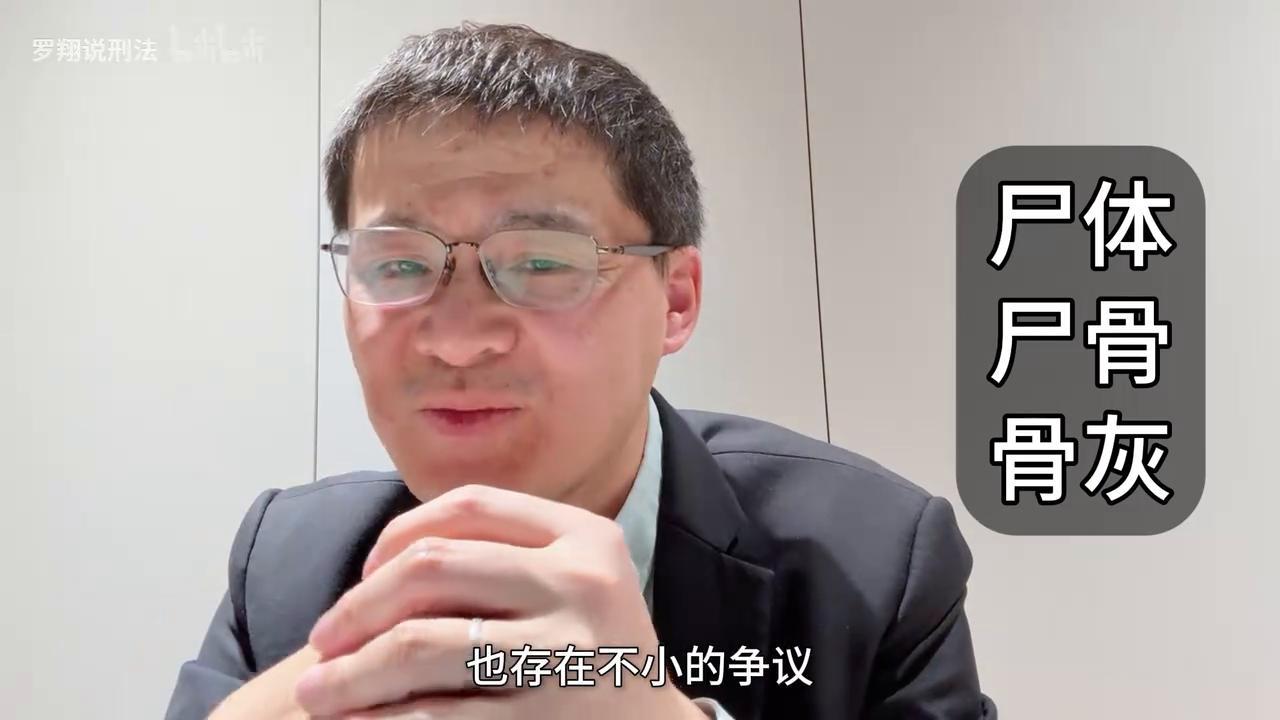 罗翔说刑法
尸体
尸骨
骨灰
也存在不小的争议